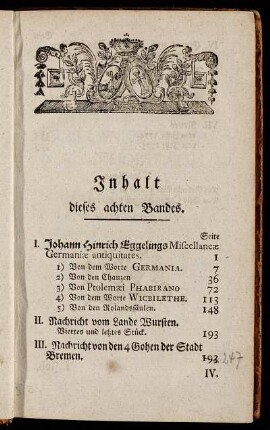 Inhalt
dieses achten Bandes.
Seite
I. Johann Hinrich Eggelings Miscellaneæ
Germaniæ antiquitates. 1
1) Von dem Worte GERMANIA. 7
2) Von den Chauzen 36
3) Von Ptolemæi PHABIRANO 72
4) Von dem Worte WICBILETHE. 113
5) Von den Rolandssäulen. 148
II. Nachricht vom Lande Wursten.
Viertes und letztes Stück. 193
III. Nachricht von den 4 Gohen der Stadt
Bremen. 193 247
IV.